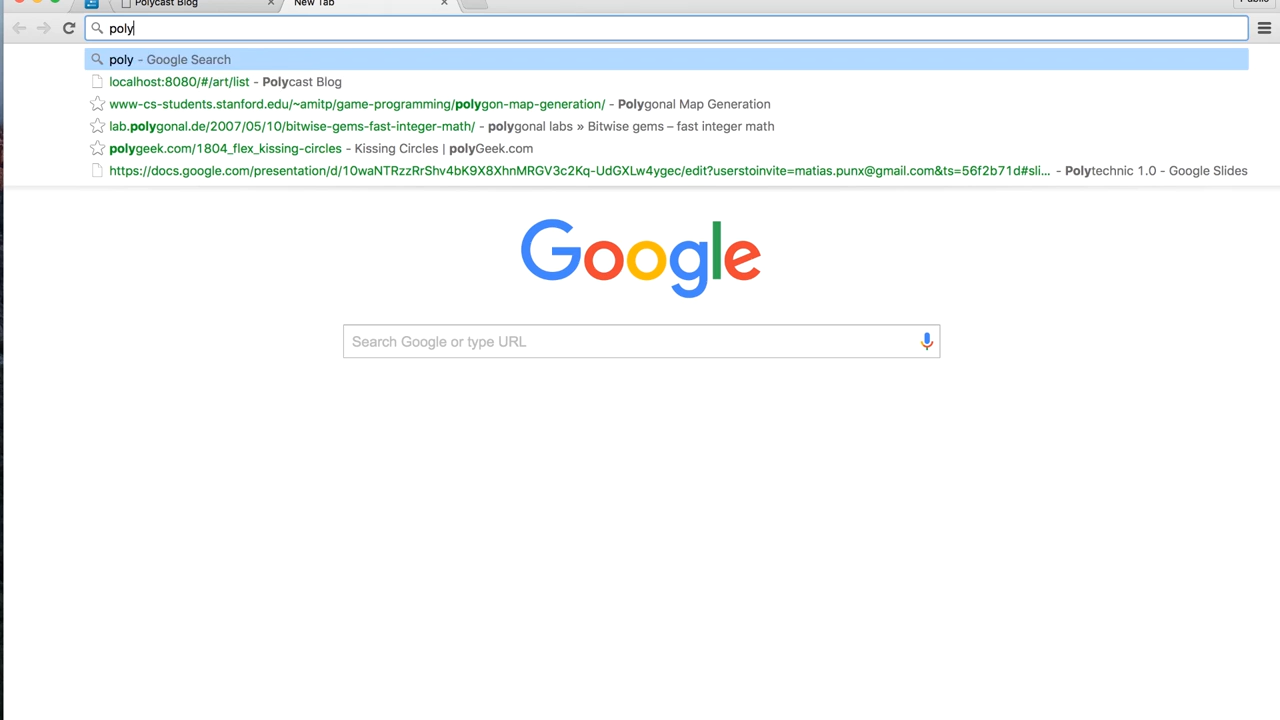 Polycast Blog
New Tab
Public
poly
poly - Google Search
localhost:8080/#/art/list - Polycast Blog
www-cs-students.stanford.edu/~amitp/game-programming/polygon-map-generation/ - Polygonal Map Generation
lab.polygonal.de/2007/05/10/bitwise-gems-fast-integer-math/ - polygonal labs » Bitwise gems – fast integer math
polygeek.com/1804_flex_kissing-circles - Kissing Circles | polyGeek.com
https://docs.google.com/presentation/d/10waNTRzzRrShv4bK9X8XhnMRGV3c2Kq-UdGXLw4ygec/edit?userstoinvite=matias.punx@gmail.com&ts=56f2b71d#sli... - Polytechnic 1.0 - Google Slides
Google
Search Google or type URL